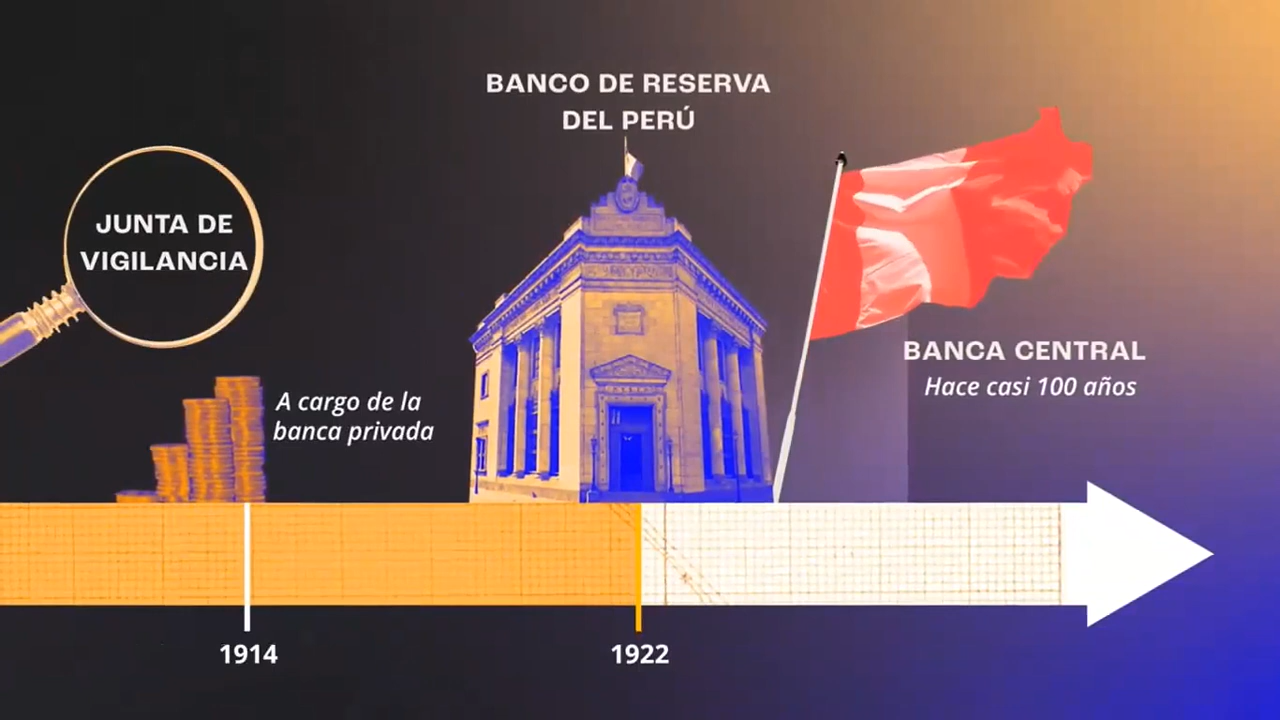 BANCO DE RESERVA
DEL PERÚ
JUNTA DE
VIGILANCIA
A cargo de la
banca privada
BANCA CENTRAL
Hace casi 100 años
1914
1922